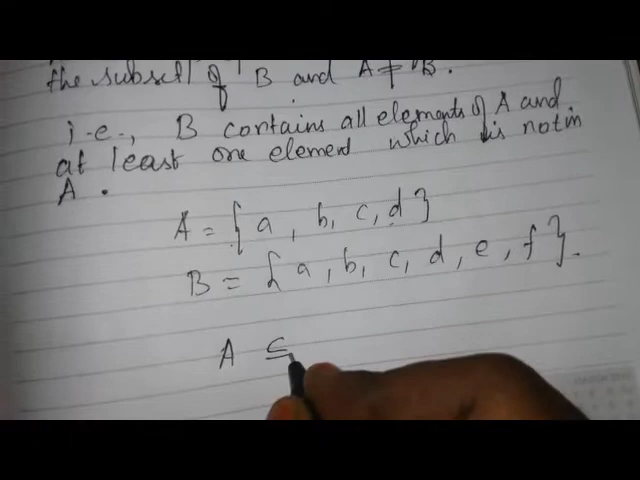 the subset of B and A ≠ B.
i.e., B contains all elements of A and
at least one element which is not in
A.
A = { a, b, c, d }
B = { a, b, c, d, e, f }.
A ⊆